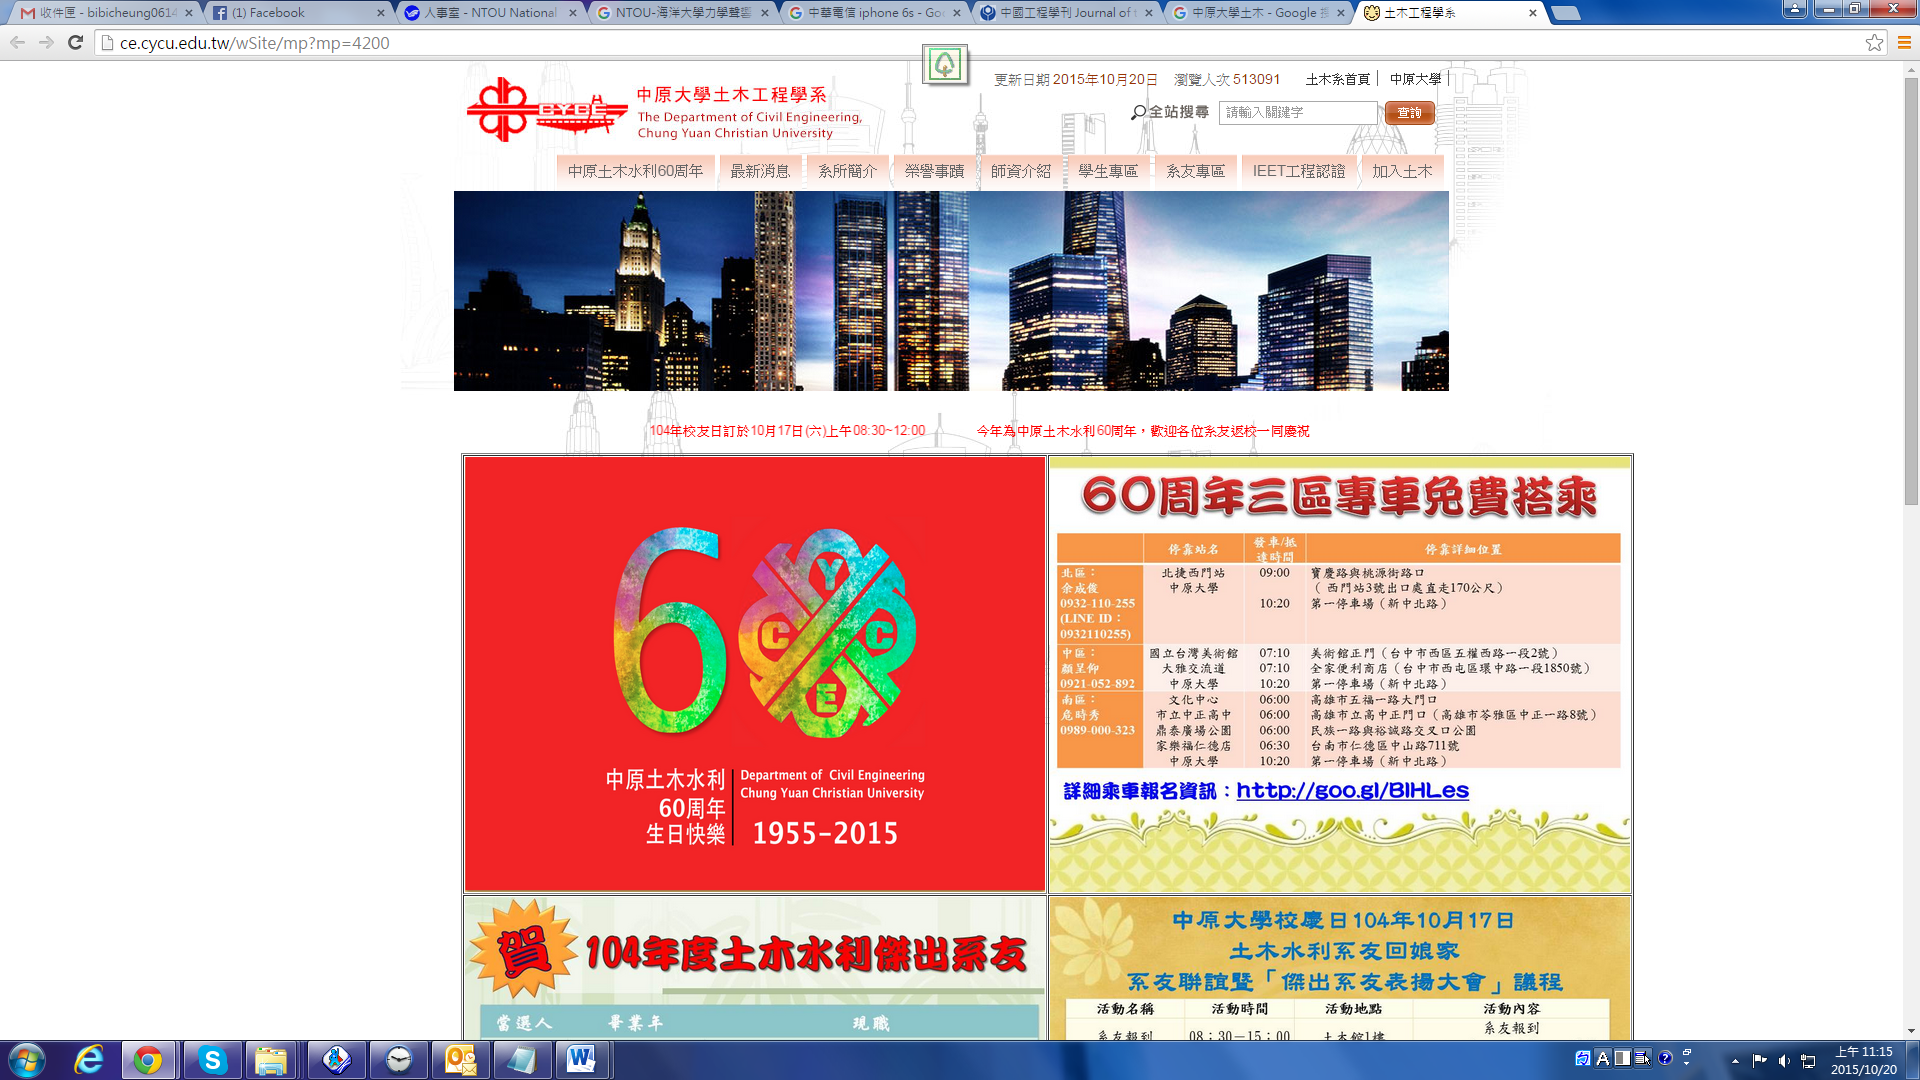 收件匣 - bibicheung0614
(1) Facebook
人事室 - NTOU National
NTOU-海洋大學力學聲
中華電信 iphone 6s - Goo
中國工程學刊 Journal of t
中原大學土木 - Google 搜
土木工程學系
ce.cycu.edu.tw/wSite/mp?mp=4200
更新日期 2015年10月20日 瀏覽人次 513091 土木系首頁 中原大學
CYCE
中原大學土木工程學系
The Department of Civil Engineering,
Chung Yuan Christian University
全站搜尋 請輸入關鍵字 查詢
中原土木水利60周年 最新消息 系所簡介 榮譽事蹟 師資介紹 學生專區 系友專區 IEET工程認證 加入土木
104年校友日訂於10月17日(六)上午08:30~12:00 今年為中原土木水利60周年，歡迎各位系友返校一同慶祝
6
Y
C C
E
中原土木水利
60周年
生日快樂
Department of Civil Engineering
Chung Yuan Christian University
1955-2015
60周年三區專車免費搭乘
停靠站名 發車/抵達時間 停靠詳細位置
北區： 北捷西門站 09:00 寶慶路與桃源街路口
余成俊 中原大學 （ 西門站3號出口處直走170公尺）
0932-110-255 10:20 第一停車場（新中北路）
(LINE ID：
0932110255)
中區： 國立台灣美術館 07:10 美術館正門（台中市西區五權西路一段2號）
顏呈仰 大雅交流道 07:10 全家便利商店（台中市西屯區環中路一段1850號）
0921-052-892 中原大學 10:20 第一停車場（新中北路）
南區： 文化中心 06:00 高雄市五福一路大門口
危時秀 市立中正高中 06:00 高雄市立高中正門口（高雄市苓雅區中正一路8號）
0989-000-323 鼎泰廣場公園 06:00 民族一路與裕誠路交叉口公園
家樂福仁德店 06:30 台南市仁德區中山路711號
中原大學 10:20 第一停車場（新中北路）
詳細乘車報名資訊：http://goo.gl/BlHLes
賀
104年度土木水利傑出系友
當選人 畢業年 現職
中原大學校慶日104年10月17日
土木水利系友回娘家
系友聯誼暨「傑出系友表揚大會」議程
活動名稱 活動時間 活動地點 活動內容
系友報到 08：30－15：00 土木館1樓 系友報到
上午 11:15
2015/10/20